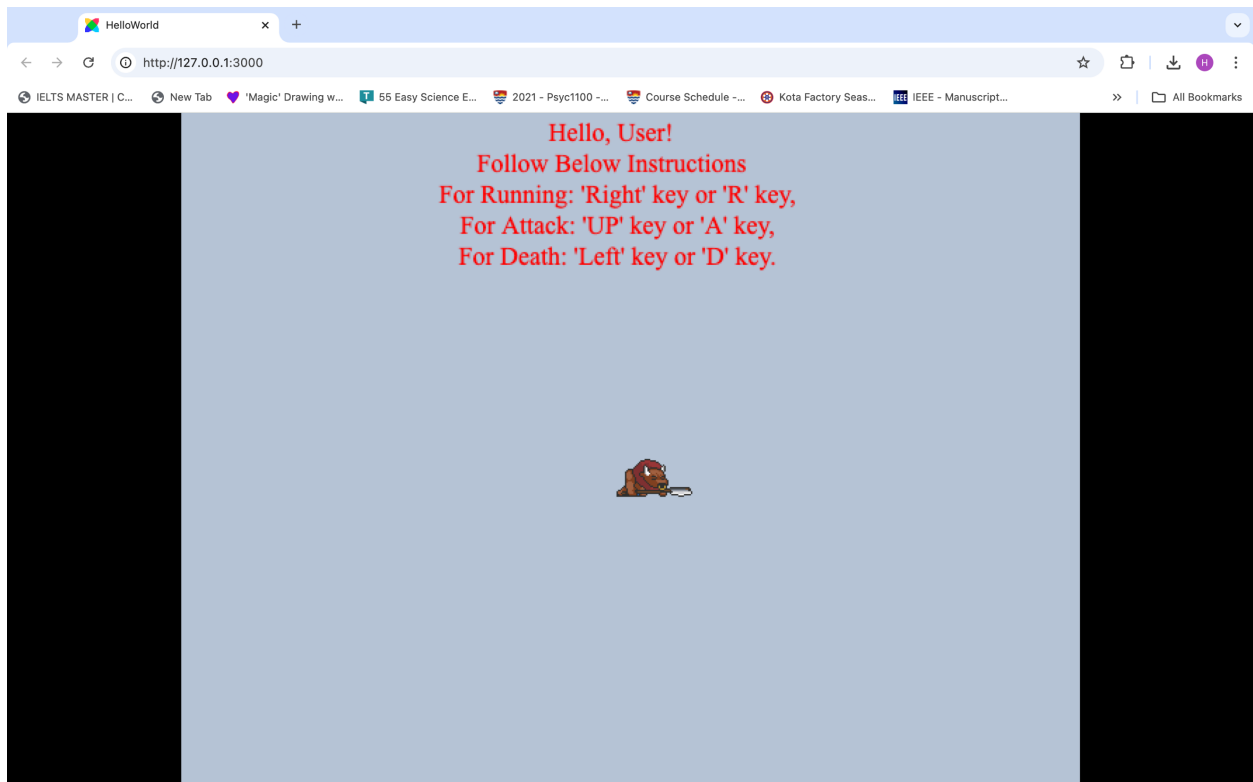 HelloWorld
http://127.0.0.1:3000
H
IELTS MASTER | C...
New Tab
'Magic' Drawing w...
T
55 Easy Science E...
2021 - Psyc1100 -...
Course Schedule -...
Kota Factory Seas...
IEEE
IEEE - Manuscript...
All Bookmarks
Hello, User!
Follow Below Instructions
For Running: 'Right' key or 'R' key,
For Attack: 'UP' key or 'A' key,
For Death: 'Left' key or 'D' key.